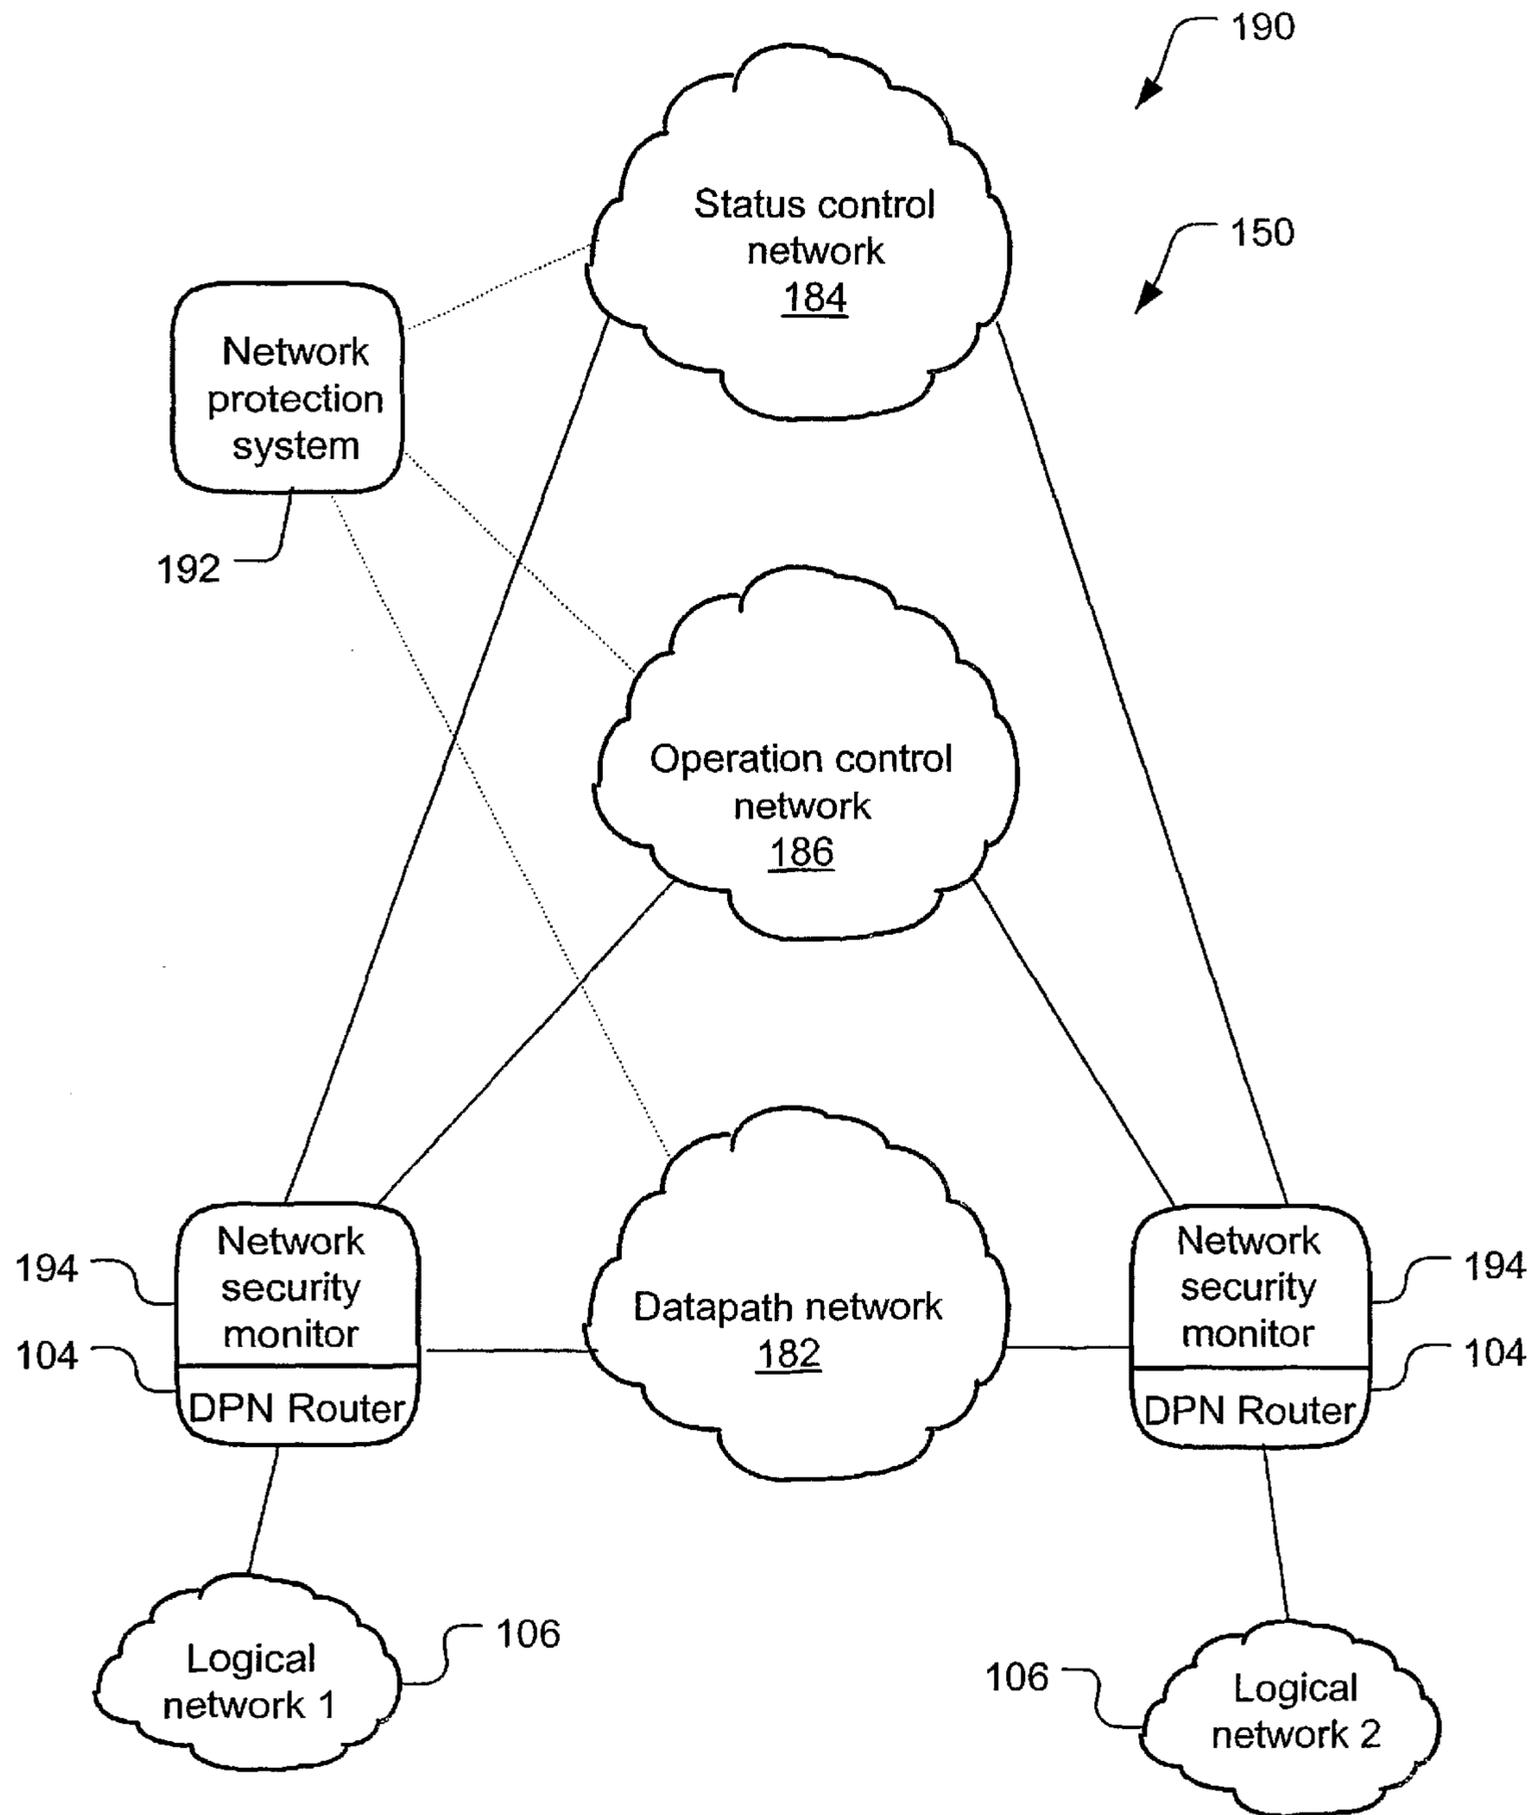 190
Status control
network
184
150
Network
protection
system
192
Operation control
network
186
Network
security
monitor
194
104
DPN Router
Datapath network
182
Network
security
monitor
194
104
DPN Router
Logical
network 1
106
106
Logical
network 2